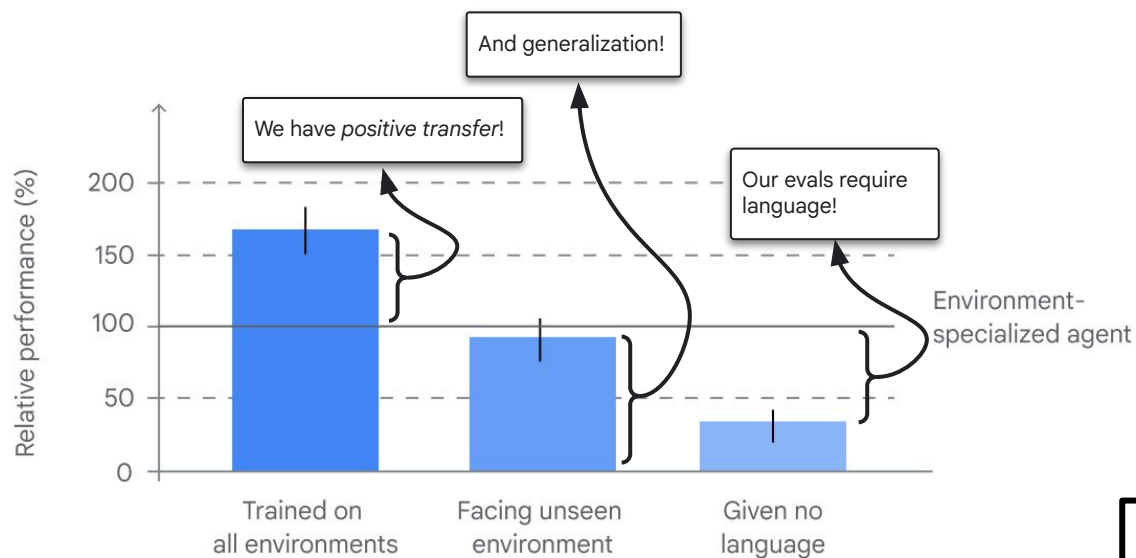 And generalization!
We have positive transfer!
Our evals require
language!
Relative performance (%)
200
150
100
50
0
Environment-
specialized agent
Trained on
all environments
Facing unseen
environment
Given no
language